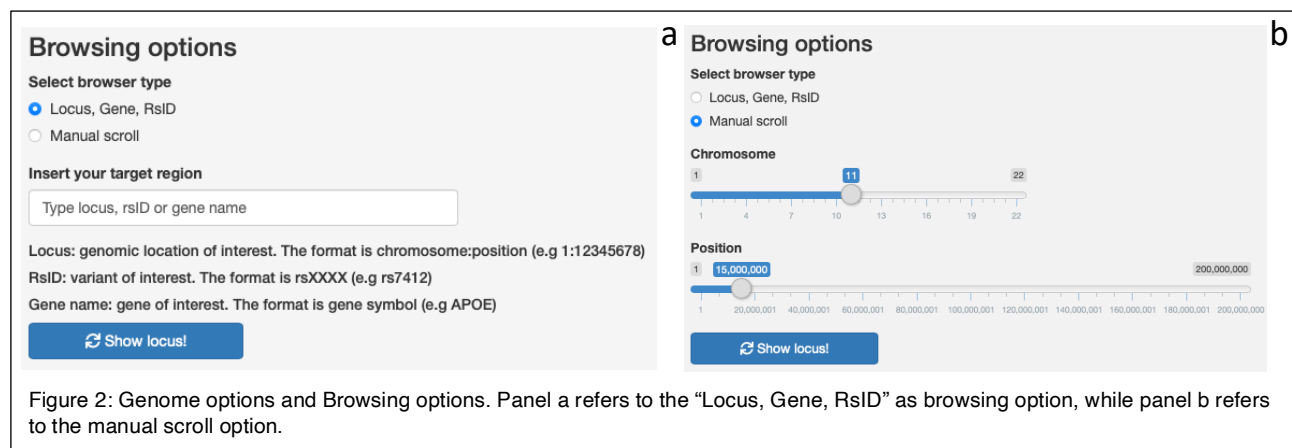 a
Browsing options
Select browser type
Locus, Gene, RsID
Manual scroll
Insert your target region
Type locus, rsID or gene name
Locus: genomic location of interest. The format is chromosome:position (e.g 1:12345678)
RsID: variant of interest. The format is rsXXXX (e.g rs7412)
Gene name: gene of interest. The format is gene symbol (e.g APOE)
Show locus!
b
Browsing options
Select browser type
Locus, Gene, RsID
Manual scroll
Chromosome
1 11 22
1 4 7 10 13 16 19 22
Position
1 15,000,000 200,000,000
1 20,000,001 40,000,001 60,000,001 80,000,001 100,000,001 120,000,001 140,000,001 160,000,001 180,000,001 200,000,000
Show locus!
Figure 2: Genome options and Browsing options. Panel a refers to the “Locus, Gene, RsID” as browsing option, while panel b refers
to the manual scroll option.